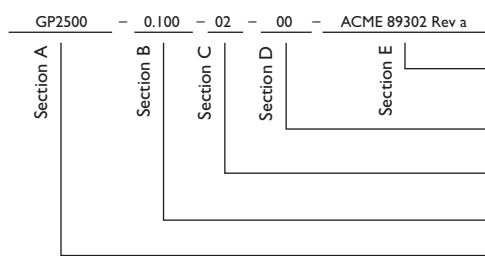 GP2500 – 0.100 – 02 – 00 – ACME 89302 Rev a
Section A
Section B
Section C
Section D
Section E